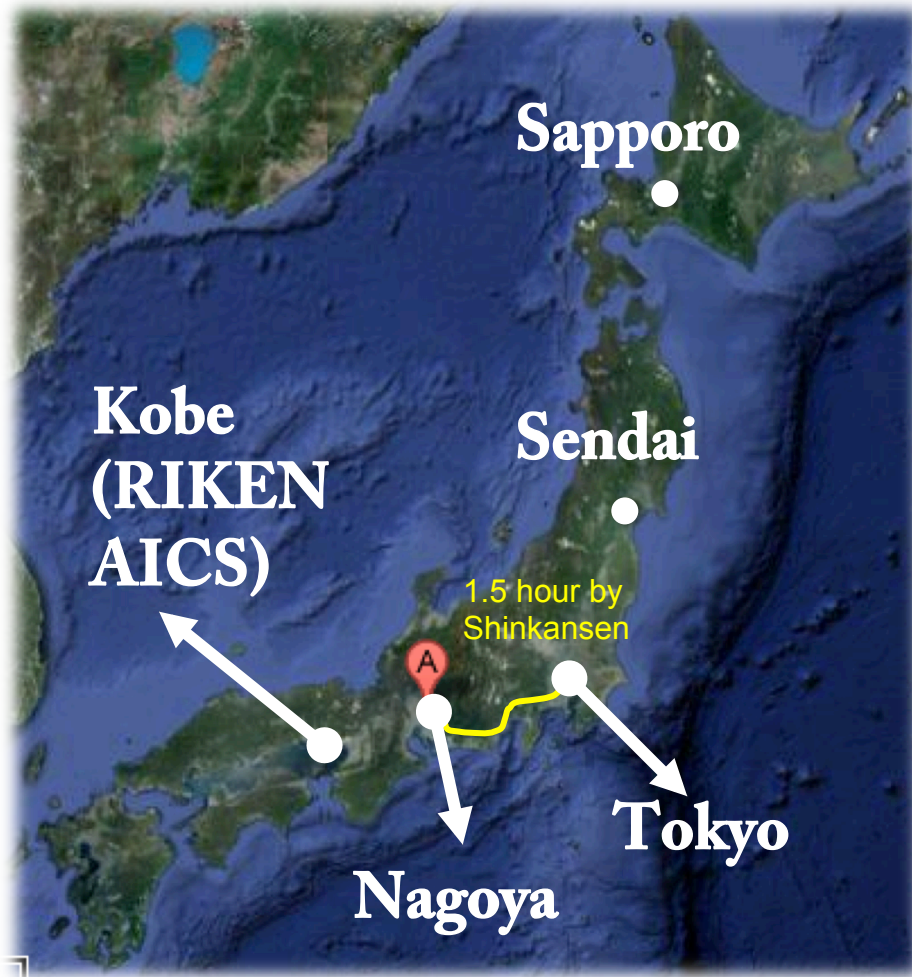 Sapporo
Kobe
(RIKEN
AICS)
Sendai
1.5 hour by
Shinkansen
A
Tokyo
Nagoya